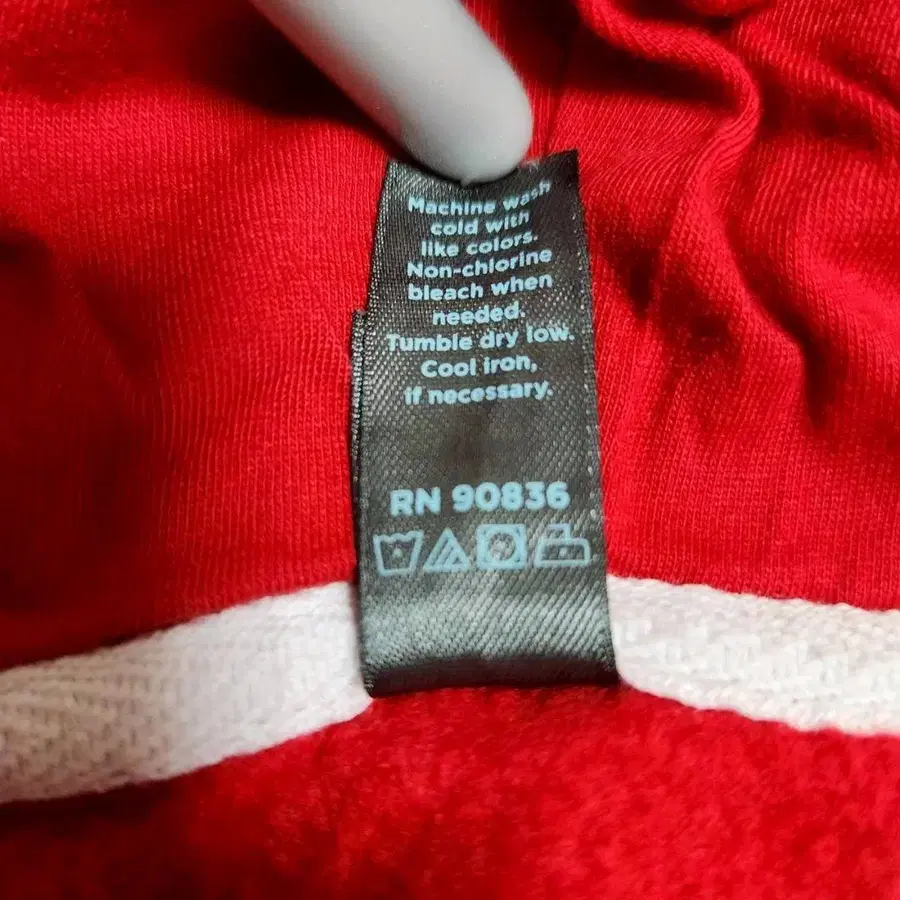 Machine wash
cold with
like colors.
Non-chlorine
bleach when
needed.
Tumble dry low.
Cool iron,
if necessary.
RN 90836